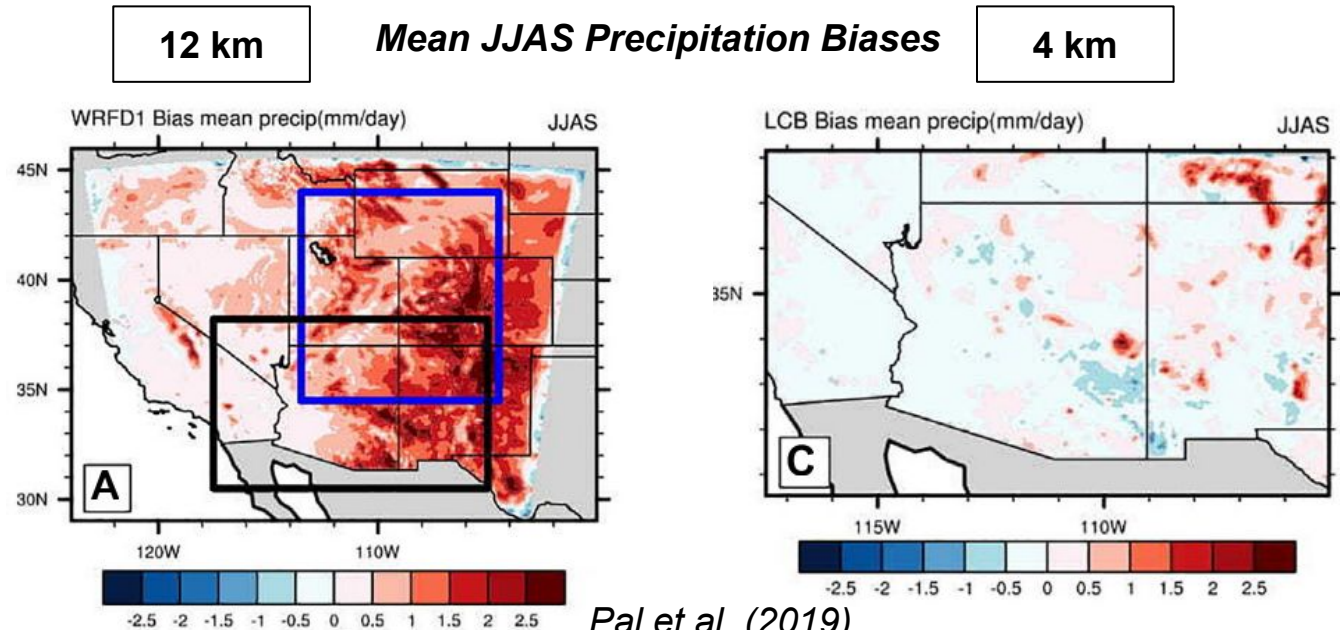 12 km
Mean JJAS Precipitation Biases
4 km
WRFD1 Bias mean precip(mm/day)
JJAS
45N
40N
35N
30N
A
120W
110W
-2.5 -2 -1.5 -1 -0.5 0 0.5 1 1.5 2 2.5
LCB Bias mean precip(mm/day)
JJAS
35N
C
115W
110W
-2.5 -2 -1.5 -1 -0.5 0 0.5 1 1.5 2 2.5
Pal et al. (2019)